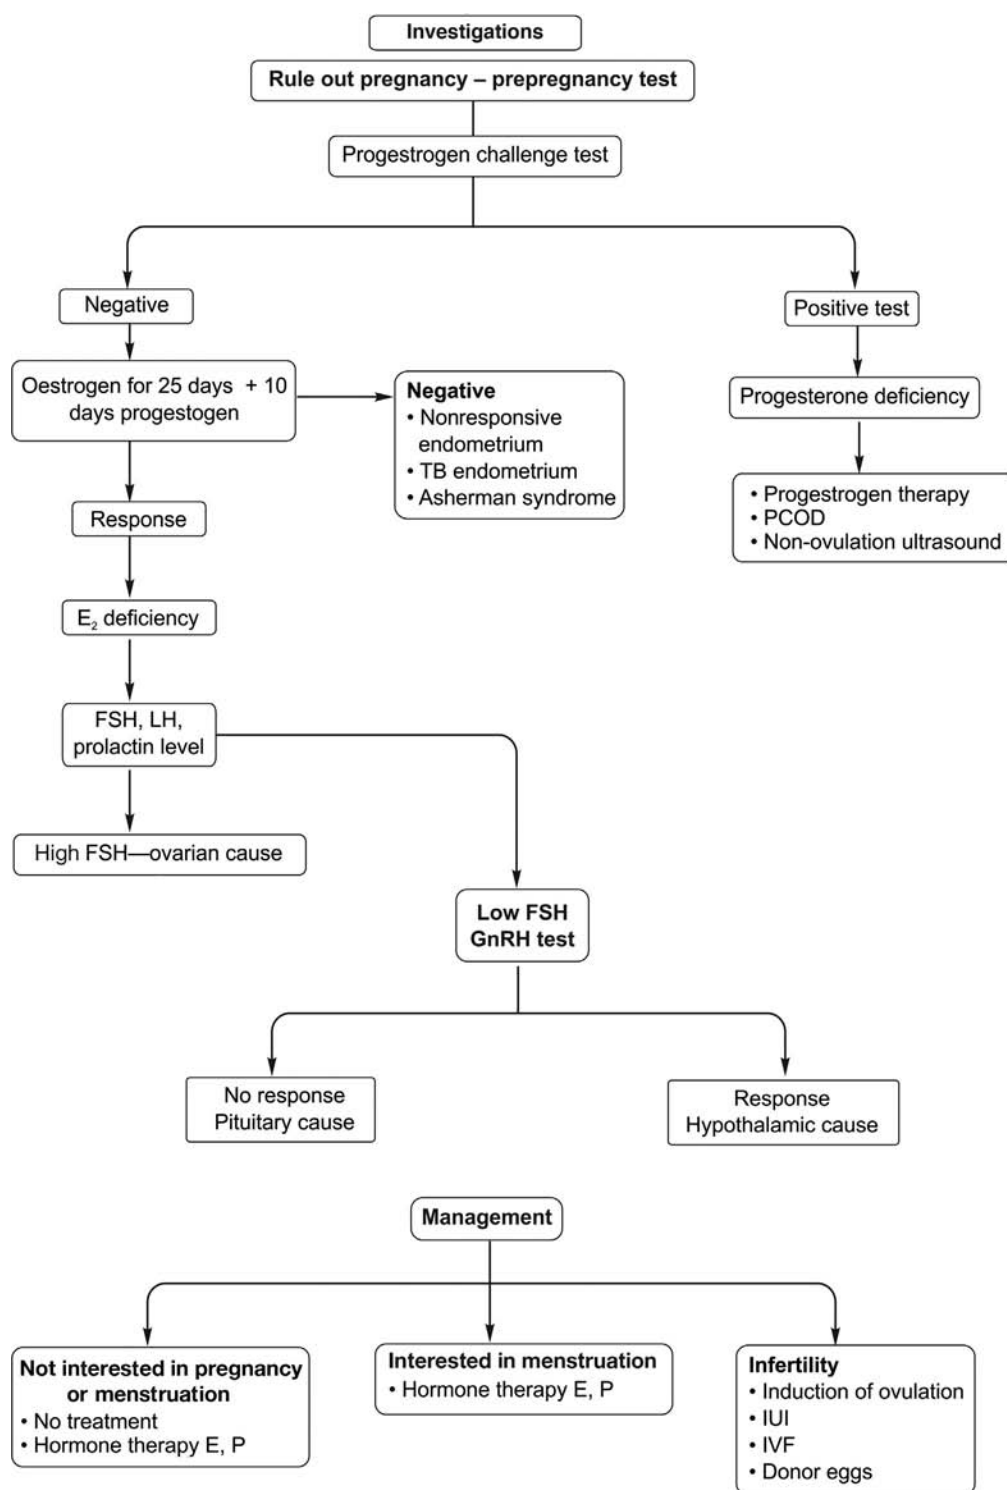 Investigations
Rule out pregnancy – prepregnancy test
Progestrogen challenge test
Negative
Positive test
Oestrogen for 25 days + 10
days progestogen
Negative
• Nonresponsive
endometrium
• TB endometrium
• Asherman syndrome
Progesterone deficiency
• Progestrogen therapy
• PCOD
• Non-ovulation ultrasound
Response
E₂ deficiency
FSH, LH,
prolactin level
High FSH—ovarian cause
Low FSH
GnRH test
No response
Pituitary cause
Response
Hypothalamic cause
Management
Not interested in pregnancy
or menstruation
• No treatment
• Hormone therapy E, P
Interested in menstruation
• Hormone therapy E, P
Infertility
• Induction of ovulation
• IUI
• IVF
• Donor eggs